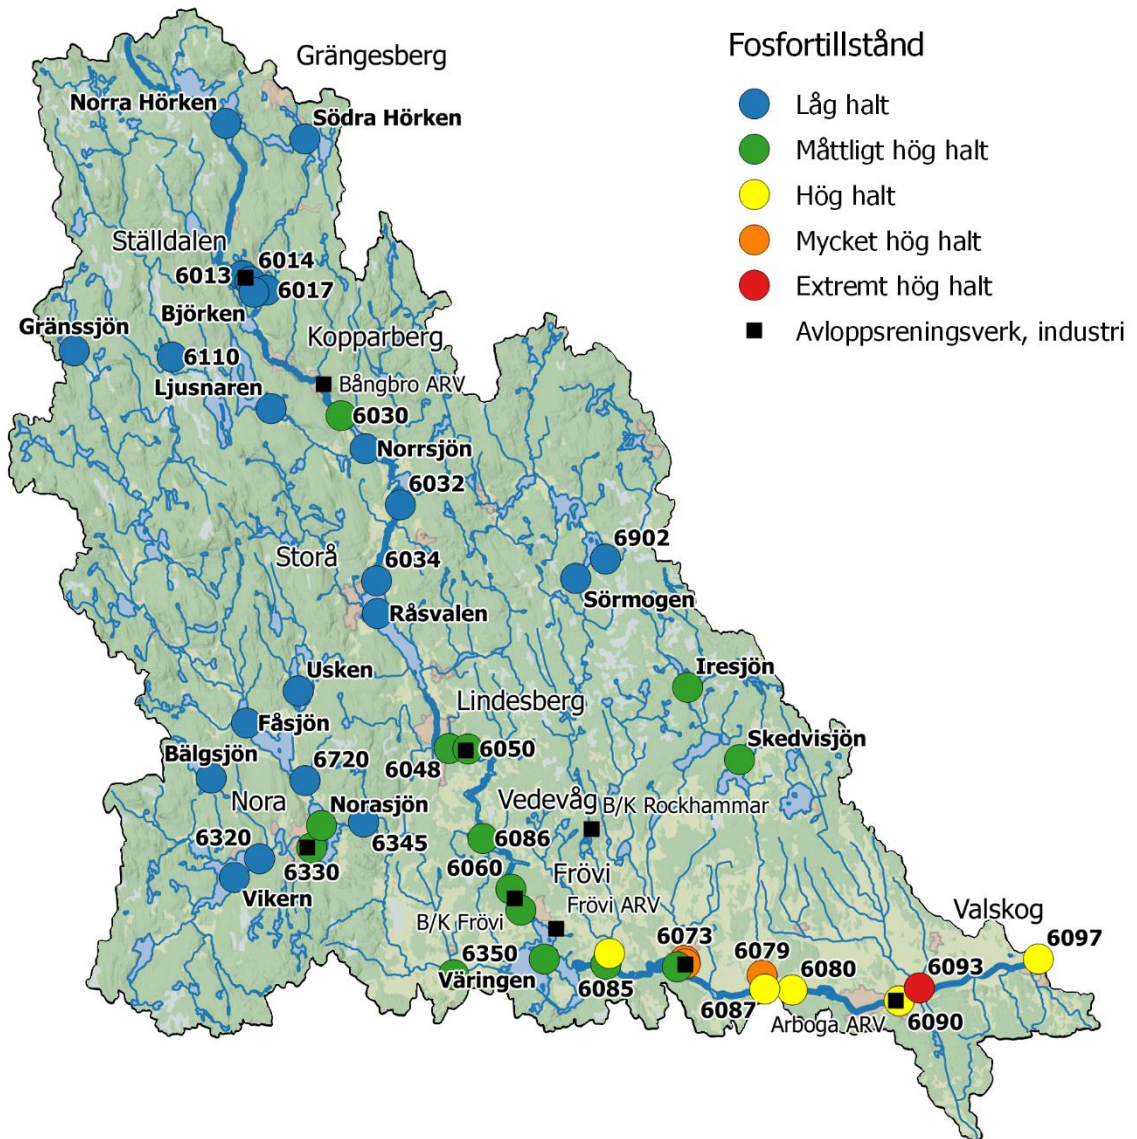 Fosfortillstånd
Låg halt
Måttligt hög halt
Hög halt
Mycket hög halt
Extremt hög halt
Avloppsreningsverk, industri
Grängesberg
Norra Hörken
Södra Hörken
Ställdalen
6014
6013
6017
Björken
Gränssjön
Kopparberg
6110
Ljusnaren
Bångbro ARV
6030
Norrsjön
6032
Storå
6034
6902
Sörmogen
Råsvalen
Usken
Iresjön
Lindesberg
Fåsjön
Skedvisjön
Bälgsjön
6720
6048
6050
Nora
Norasjön
Vedevåg
B/K Rockhammar
6320
6330
6345
6086
6060
Frövi
Vikern
B/K Frövi
Frövi ARV
Valskog
6350
6073
6079
6097
Väringen
6085
6080
6093
6087
Arboga ARV
6090